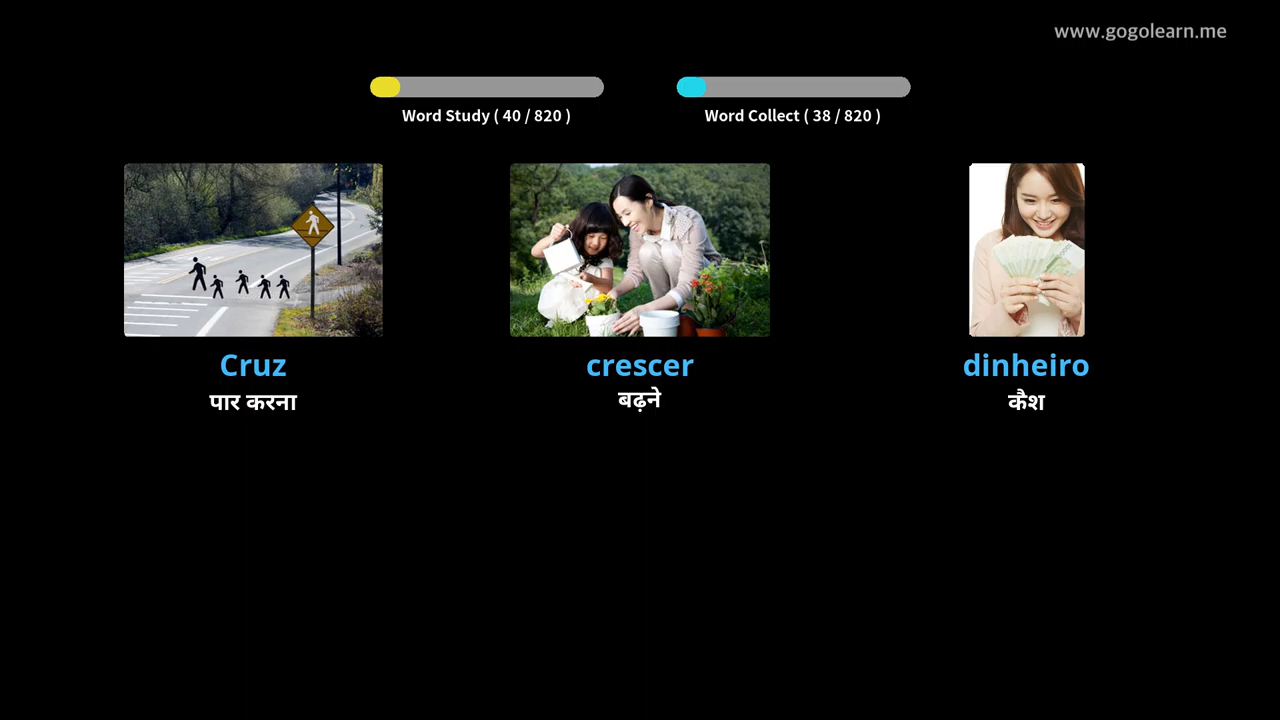 www.gogolearn.me
Word Study ( 40 / 820 )
Word Collect ( 38 / 820 )
Cruz
पार करना
crescer
बढ़ने
dinheiro
कैश